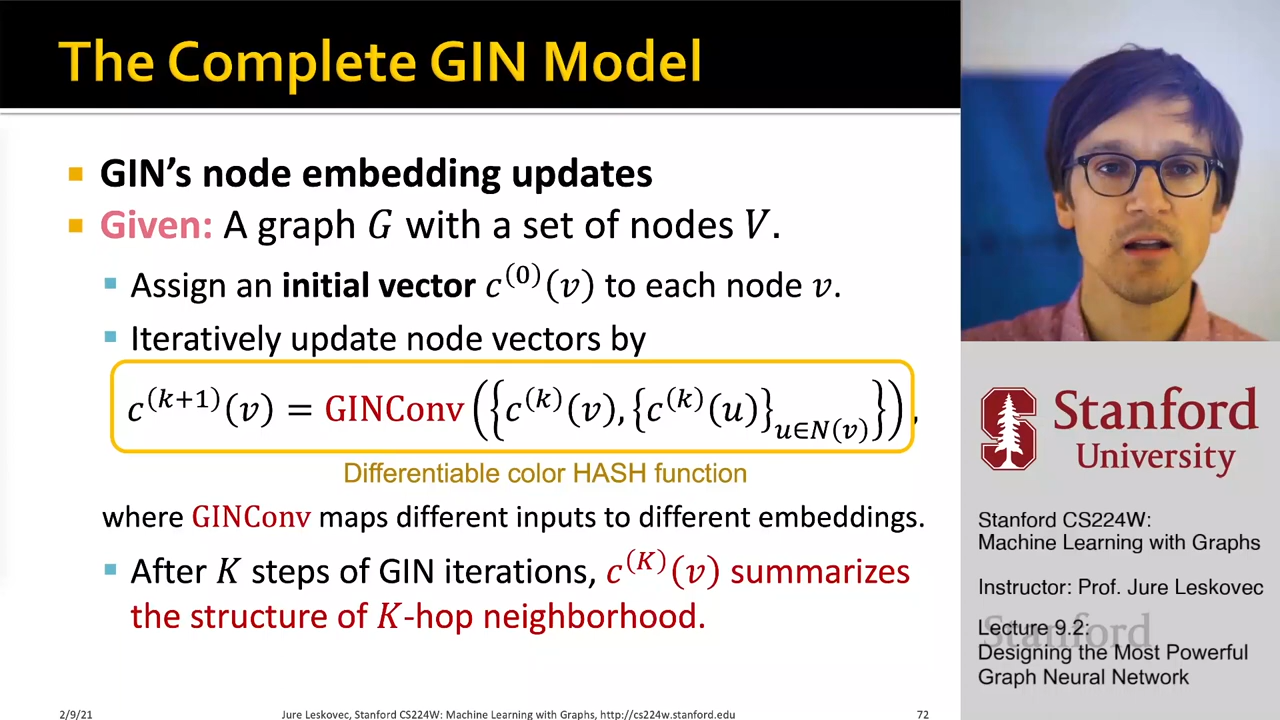 The Complete GIN Model
GIN's node embedding updates
Given: A graph G with a set of nodes V.
Assign an initial vector c^(0)(v) to each node v.
Iteratively update node vectors by
c^(k+1)(v) = GINConv({c^(k)(v), {c^(k)(u)}_{u∈N(v)}}),
Differentiable color HASH function
where GINConv maps different inputs to different embeddings.
After K steps of GIN iterations, c^(K)(v) summarizes
the structure of K-hop neighborhood.
2/9/21
Jure Leskovec, Stanford CS224W: Machine Learning with Graphs, http://cs224w.stanford.edu
72
Stanford
University
Stanford CS224W:
Machine Learning with Graphs
Instructor: Prof. Jure Leskovec
Stanford
Lecture 9.2:
Designing the Most Powerful
Graph Neural Network